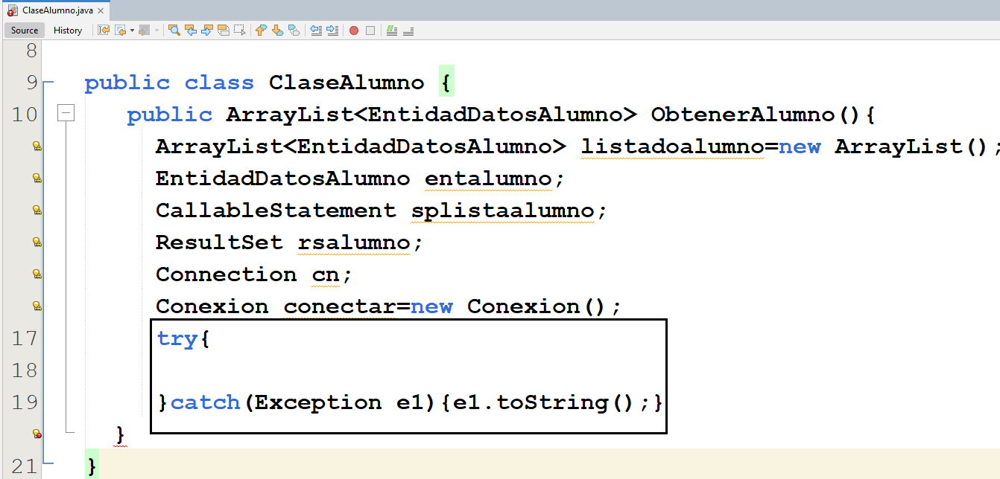 ClaseAlumno.java
Source History
8
9 public class ClaseAlumno {
10 public ArrayList<EntidadDatosAlumno> ObtenerAlumno(){
ArrayList<EntidadDatosAlumno> listadoalumno=new ArrayList();
EntidadDatosAlumno entalumno;
CallableStatement splistaalumno;
ResultSet rsalumno;
Connection cn;
Conexion conectar=new Conexion();
17 try{
18
19 }catch(Exception e1){e1.toString();}
}
21 }